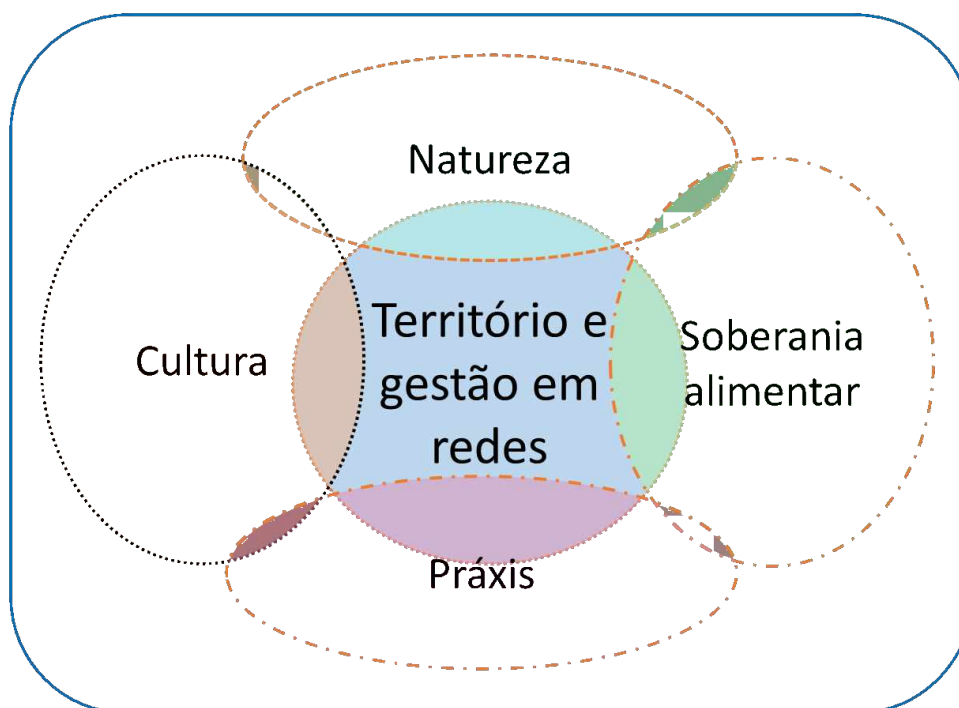 Natureza
Cultura
Território e
gestão em
redes
Soberania
alimentar
Práxis